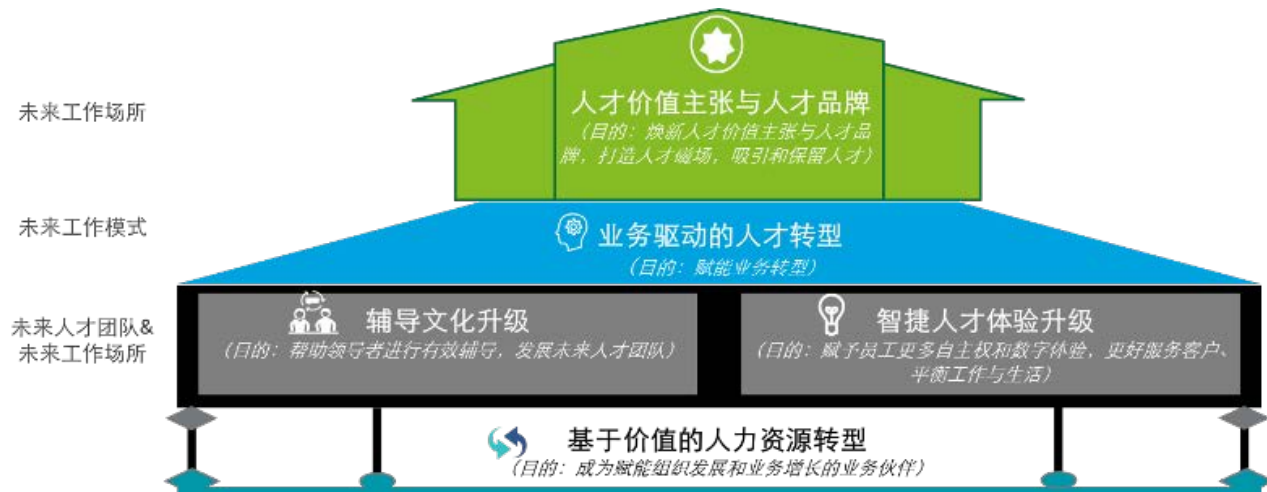 未来工作场所
人才价值主张与人才品牌
（目的：焕新人才价值主张与人才品
牌，打造人才磁场，吸引和保留人才）
未来工作模式
业务驱动的人才转型
（目的：赋能业务转型）
未来人才团队&
未来工作场所
辅导文化升级
（目的：帮助领导者进行有效辅导，发展未来人才团队）
智捷人才体验升级
（目的：赋予员工更多自主权和数字体验，更好服务客户、
平衡工作与生活）
基于价值的人力资源转型
（目的：成为赋能组织发展和业务增长的业务伙伴）